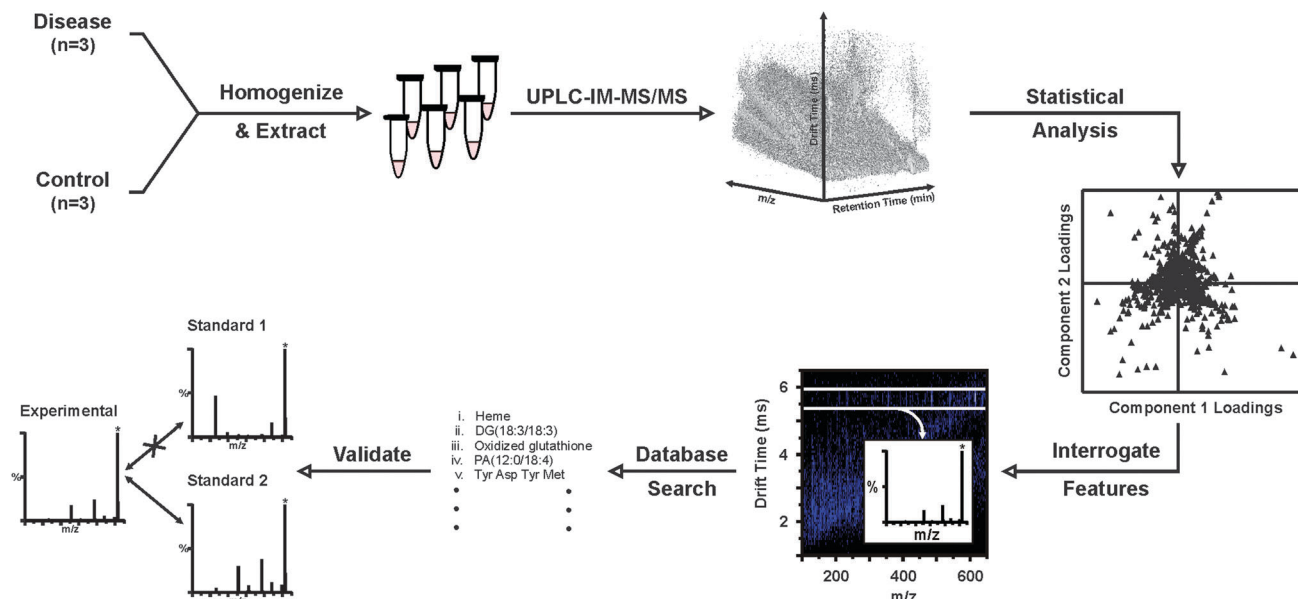 Disease
(n=3)
Control
(n=3)
Homogenize
& Extract
UPLC-IM-MS/MS
Drift Time (ms)
m/z
Retention Time (min)
Statistical
Analysis
Component 2 Loadings
Component 1 Loadings
Interrogate
Features
Drift Time (ms)
6
4
2
200
400
600
m/z
*
%
m/z
Database
Search
i. Heme
ii. DG(18:3/18:3)
iii. Oxidized glutathione
iv. PA(12:0/18:4)
v. Tyr Asp Tyr Met
Validate
Standard 1
*
%
m/z
Experimental
*
%
m/z
Standard 2
*
%
m/z